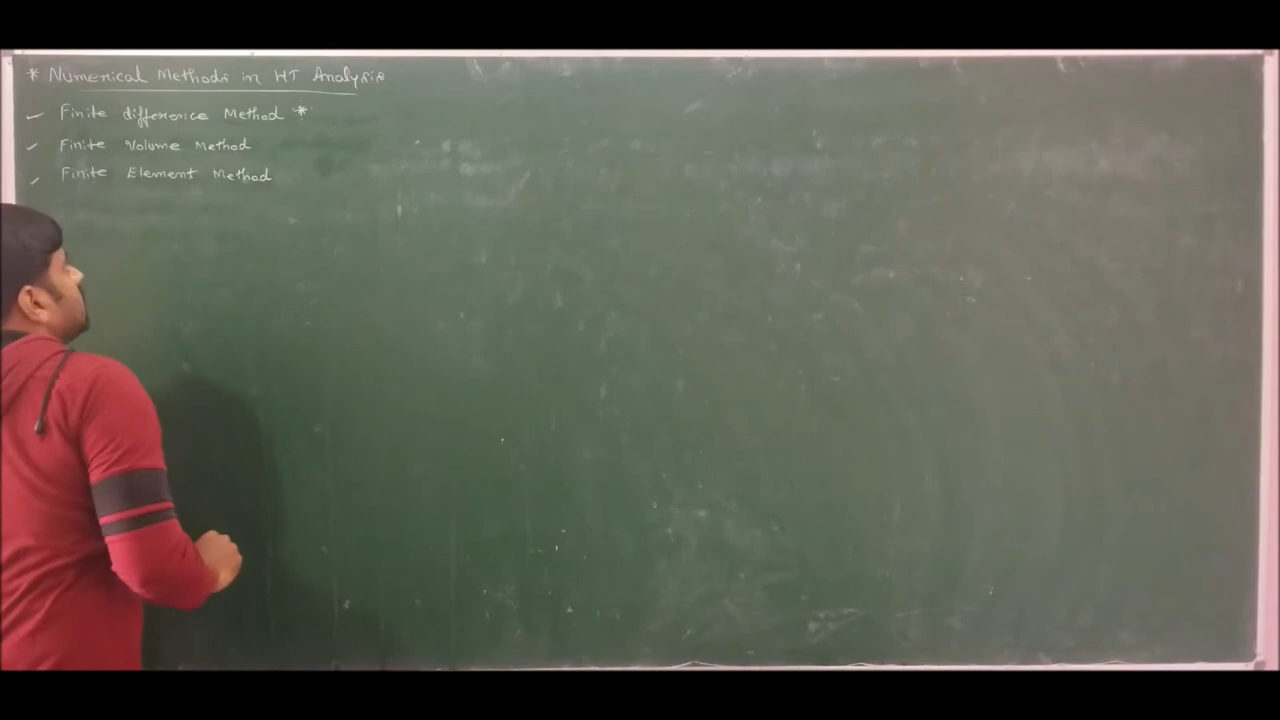 * Numerical Methods in HT Analysis
✓ Finite difference Method *
✓ Finite Volume Method
✓ Finite Element Method